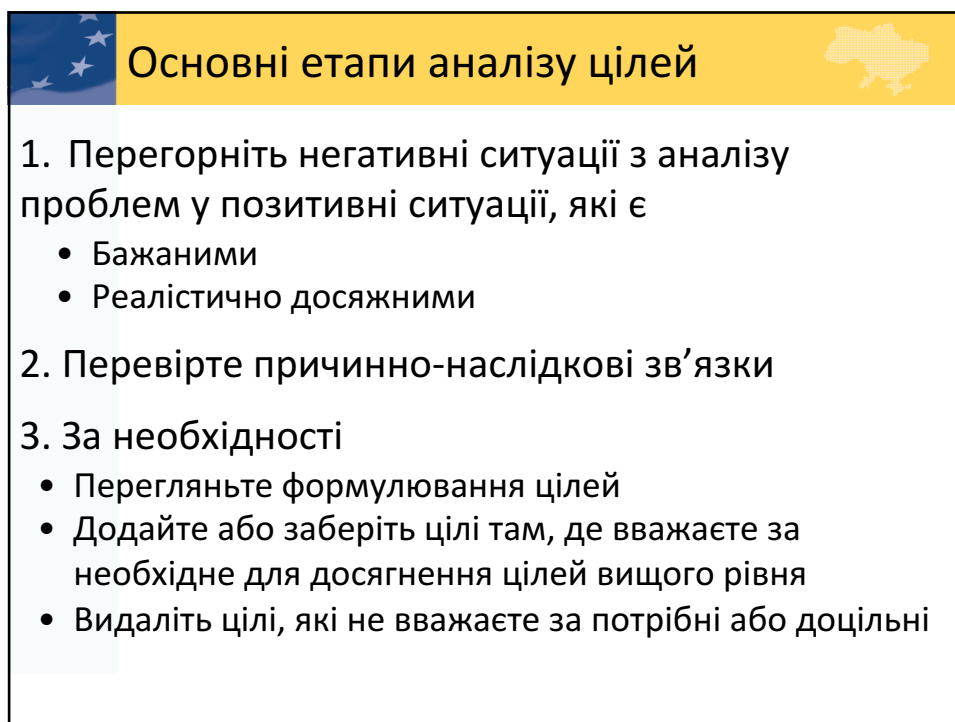 Основні етапи аналізу цілей
1. Перегорніть негативні ситуації з аналізу
проблем у позитивні ситуації, які є
• Бажаними
• Реалістично досяжними
2. Перевірте причинно-наслідкові зв’язки
3. За необхідності
• Перегляньте формулювання цілей
• Додайте або заберіть цілі там, де вважаєте за
необхідне для досягнення цілей вищого рівня
• Видаліть цілі, які не вважаєте за потрібні або доцільні